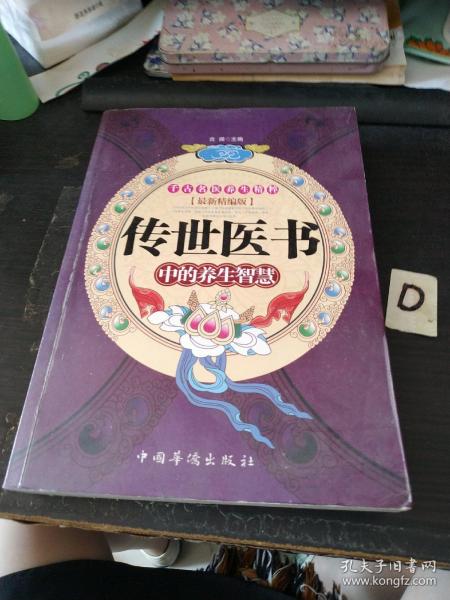 主编
千古名医养生精粹
【最新精编版】
传世医书
中的养生智慧
中国华侨出版社
D
孔夫子旧书网
www.kongfz.com